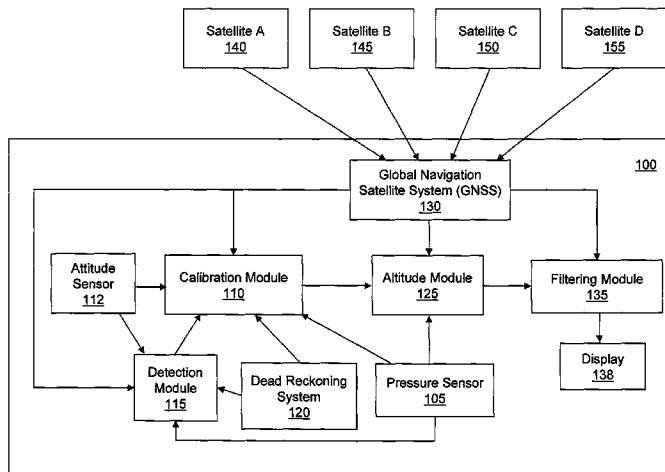 Satellite A
140
Satellite B
145
Satellite C
150
Satellite D
155
100
Global Navigation
Satellite System (GNSS)
130
Attitude
Sensor
112
Calibration Module
110
Altitude Module
125
Filtering Module
135
Detection
Module
115
Dead Reckoning
System
120
Pressure Sensor
105
Display
138